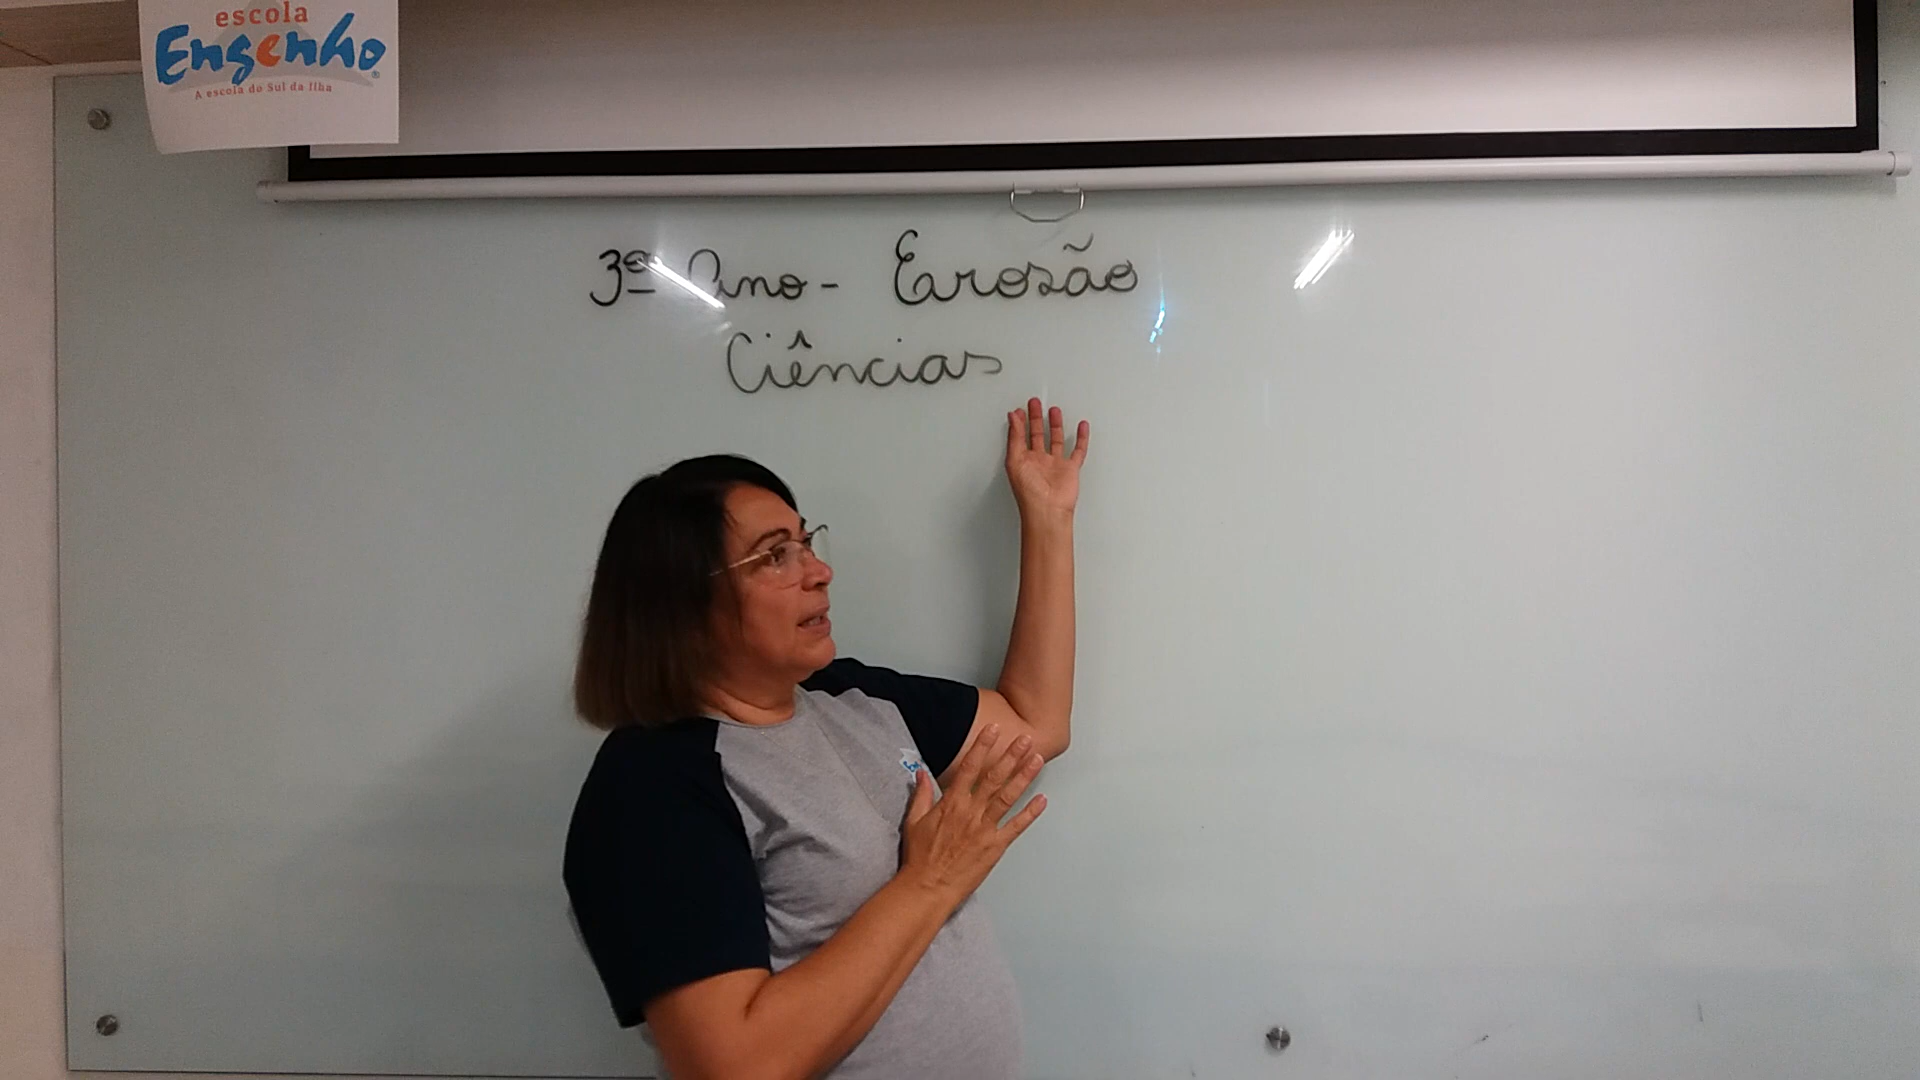 escola
Engenho
A escola do Sul da Ilha
3º Ano - Erosão
Ciências